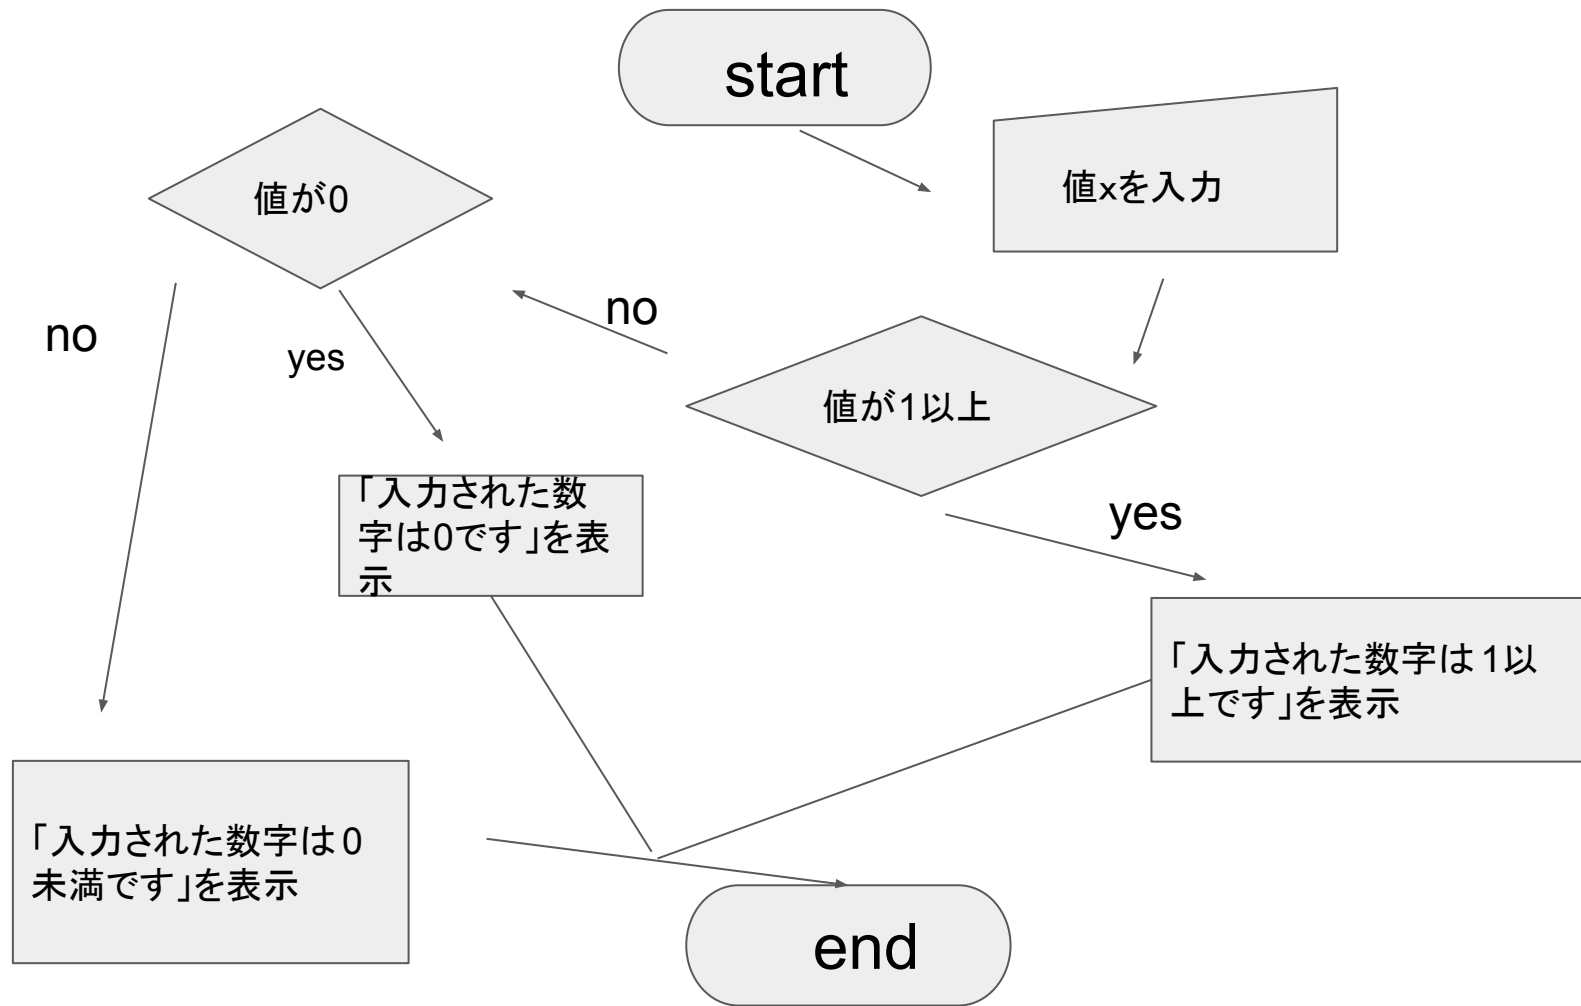 start
値xを入力
値が0
no
no
yes
値が1以上
「入力された数
字は0です」を表
示
yes
「入力された数字は1以
上です」を表示
「入力された数字は0
未満です」を表示
end